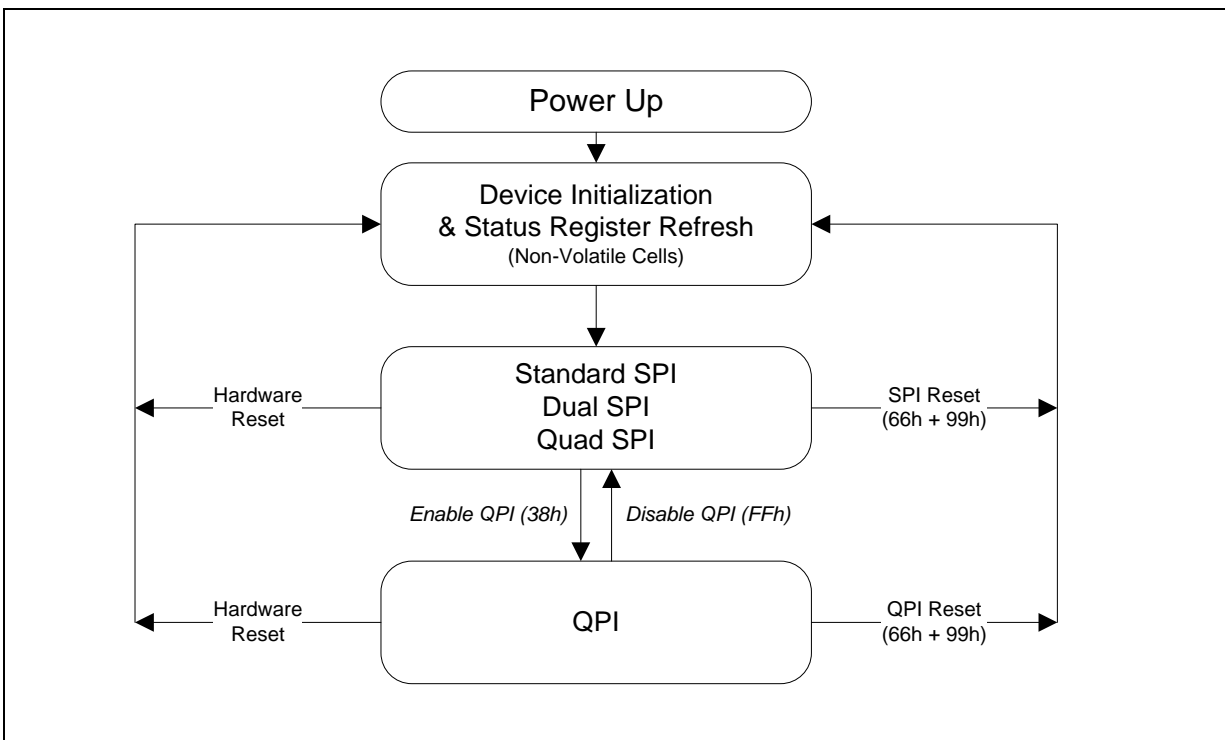 Power Up
Device Initialization
& Status Register Refresh
(Non-Volatile Cells)
Standard SPI
Dual SPI
Quad SPI
Hardware
Reset
SPI Reset
(66h + 99h)
Enable QPI (38h)
Disable QPI (FFh)
Hardware
Reset
QPI
QPI Reset
(66h + 99h)